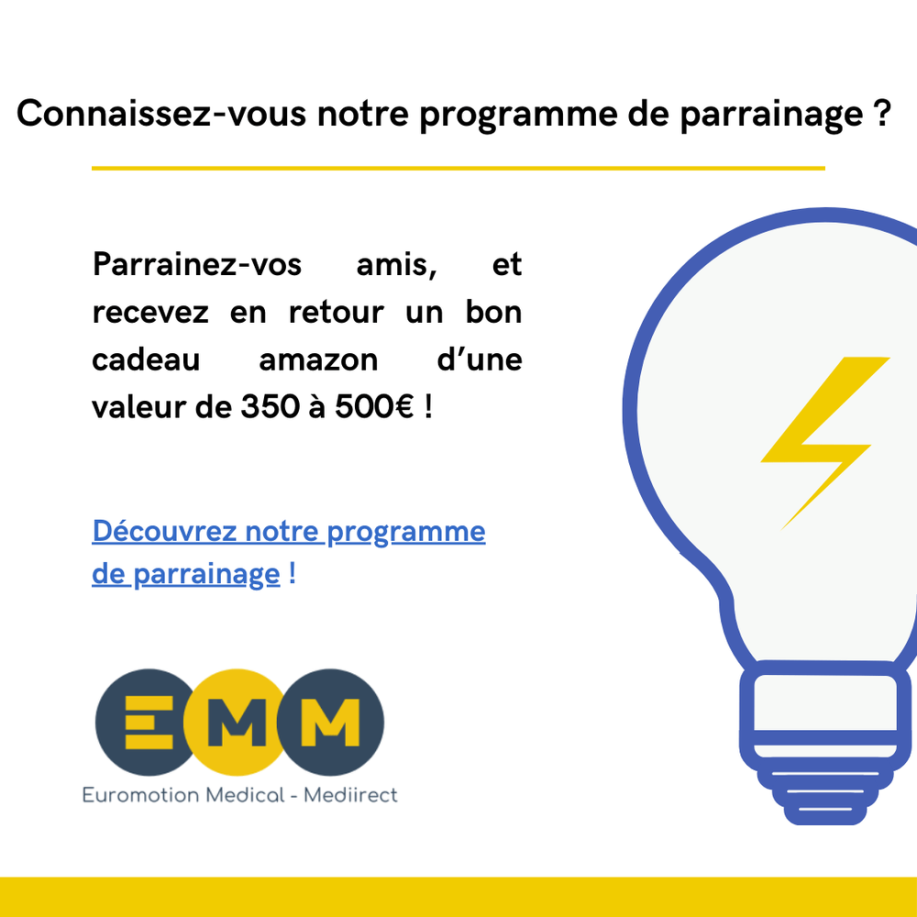 Connaissez-vous notre programme de parrainage ?
Parrainez-vos amis, et
recevez en retour un bon
cadeau amazon d’une
valeur de 350 à 500€ !
Découvrez notre programme
de parrainage !
EMM
Euromotion Medical - Mediirect